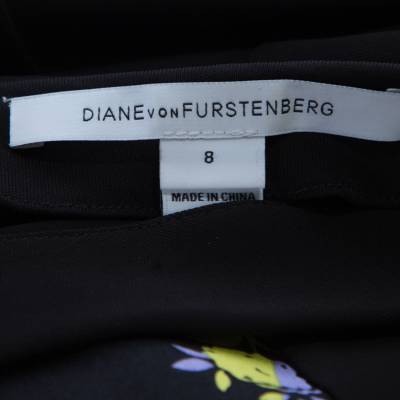 DIANE VON FURSTENBERG
8
MADE IN CHINA